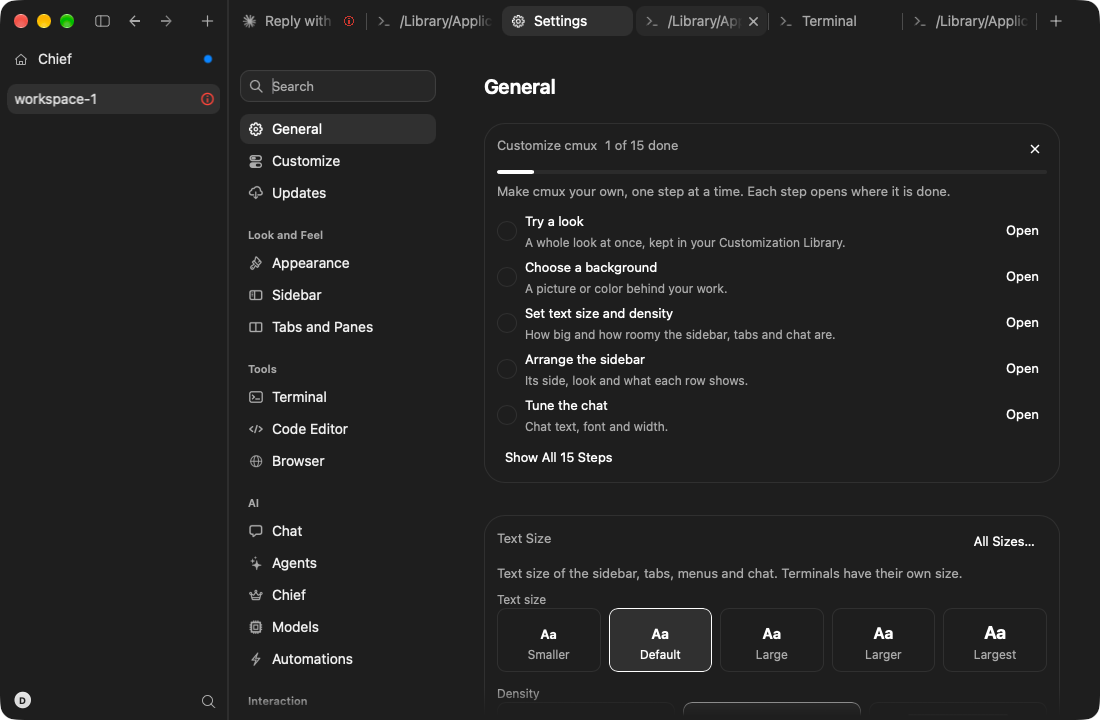 Reply with
/Library/Applic
Settings
/Library/App
Terminal
/Library/Applic
Chief
workspace-1
Search
General
Customize
Updates
Look and Feel
Appearance
Sidebar
Tabs and Panes
Tools
Terminal
Code Editor
Browser
AI
Chat
Agents
Chief
Models
Automations
Interaction
D
General
Customize cmux 1 of 15 done
Make cmux your own, one step at a time. Each step opens where it is done.
Try a look
A whole look at once, kept in your Customization Library.
Open
Choose a background
A picture or color behind your work.
Open
Set text size and density
How big and how roomy the sidebar, tabs and chat are.
Open
Arrange the sidebar
Its side, look and what each row shows.
Open
Tune the chat
Chat text, font and width.
Open
Show All 15 Steps
Text Size
All Sizes...
Text size of the sidebar, tabs, menus and chat. Terminals have their own size.
Text size
Aa Aa Aa Aa Aa
Smaller Default Large Larger Largest
Density